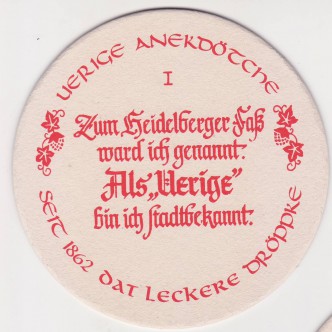 UERIGE ANEKDÖTCHE
I
Zum Heidelberger Faß
ward ich genannt:
Als „Uerige"
bin ich stadtbekannt:
SEIT 1862 DAT LECKERE DRÖPPKE